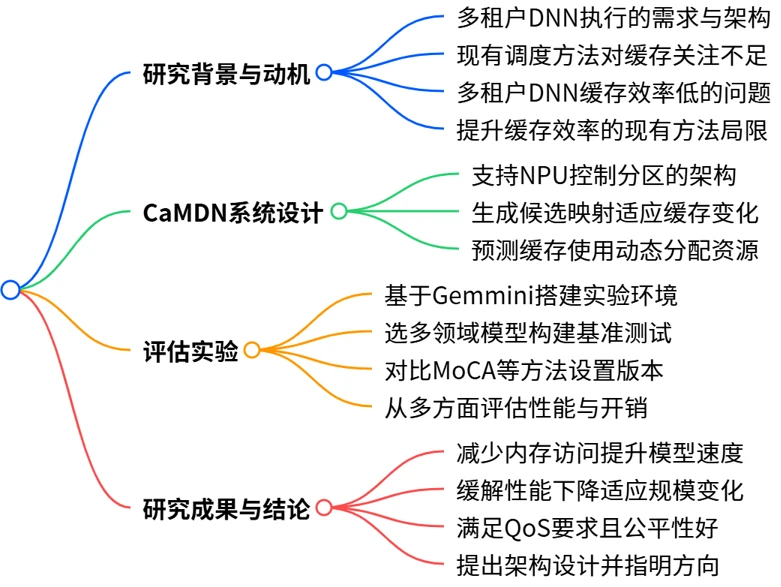 研究背景与动机
多租户DNN执行的需求与架构
现有调度方法对缓存关注不足
多租户DNN缓存效率低的问题
提升缓存效率的现有方法局限
CaMDN系统设计
支持NPU控制分区的架构
生成候选映射适应缓存变化
预测缓存使用动态分配资源
评估实验
基于Gemmini搭建实验环境
选多领域模型构建基准测试
对比MoCA等方法设置版本
从多方面评估性能与开销
研究成果与结论
减少内存访问提升模型速度
缓解性能下降适应规模变化
满足QoS要求且公平性好
提出架构设计并指明方向